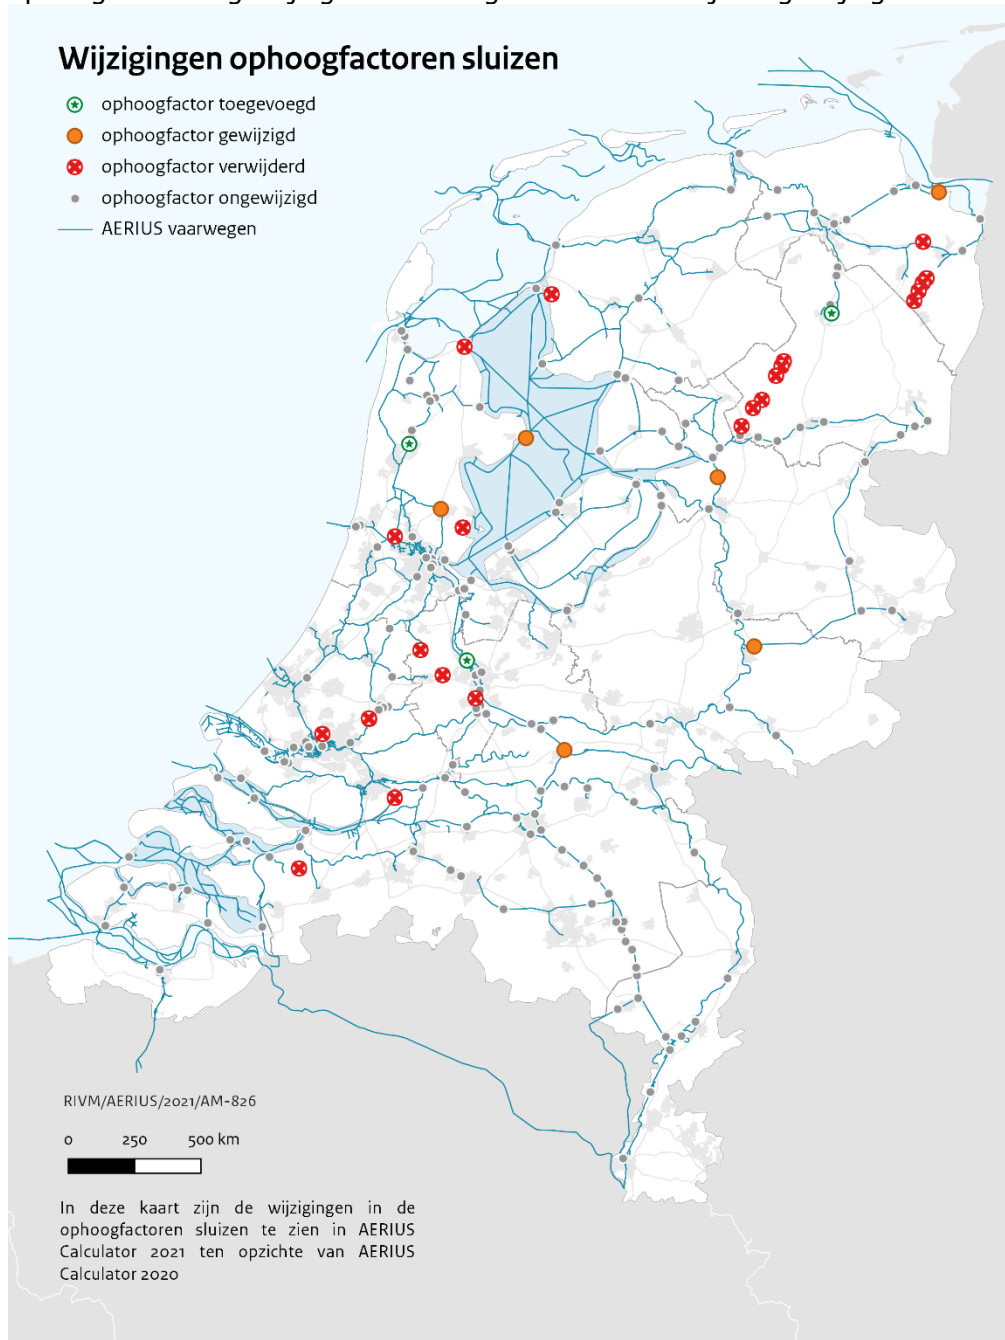 Wijzigingen ophoogfactoren sluizen
ophoogfactor toegevoegd
ophoogfactor gewijzigd
ophoogfactor verwijderd
ophoogfactor ongewijzigd
AERIUS vaarwegen
RIVM/AERIUS/2021/AM-826
0 250 500 km
In deze kaart zijn de wijzigingen in de
ophoogfactoren sluizen te zien in AERIUS
Calculator 2021 ten opzichte van AERIUS
Calculator 2020